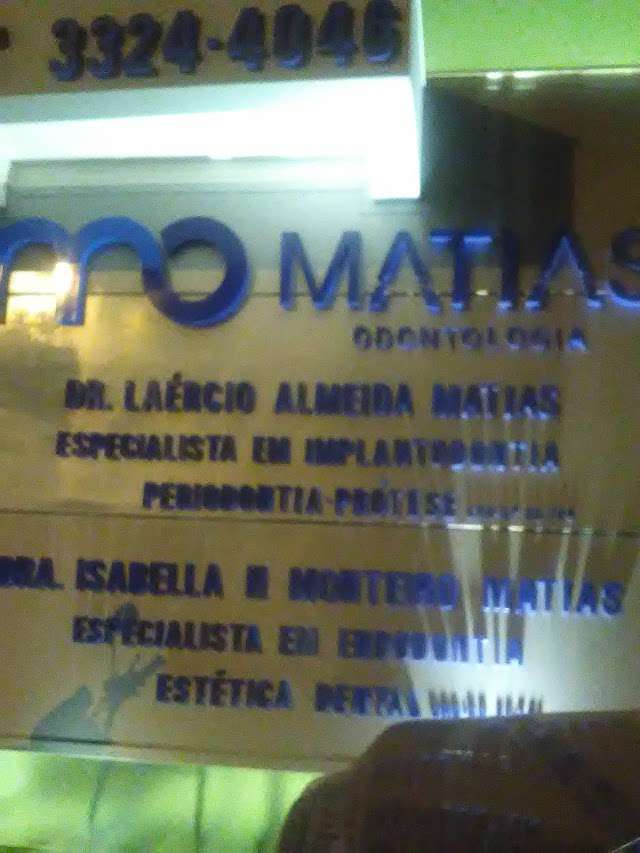 3324-4046
MATIAS
ODONTOLOGIA
DR. LAÉRCIO ALMEIDA MATIAS
ESPECIALISTA EM IMPLANTODONTIA
PERIODONTIA-PRÓTESE
DRA. ISABELLA N MONTEIRO MATIAS
ESPECIALISTA EM ENDODONTIA
ESTÉTICA DENTAL